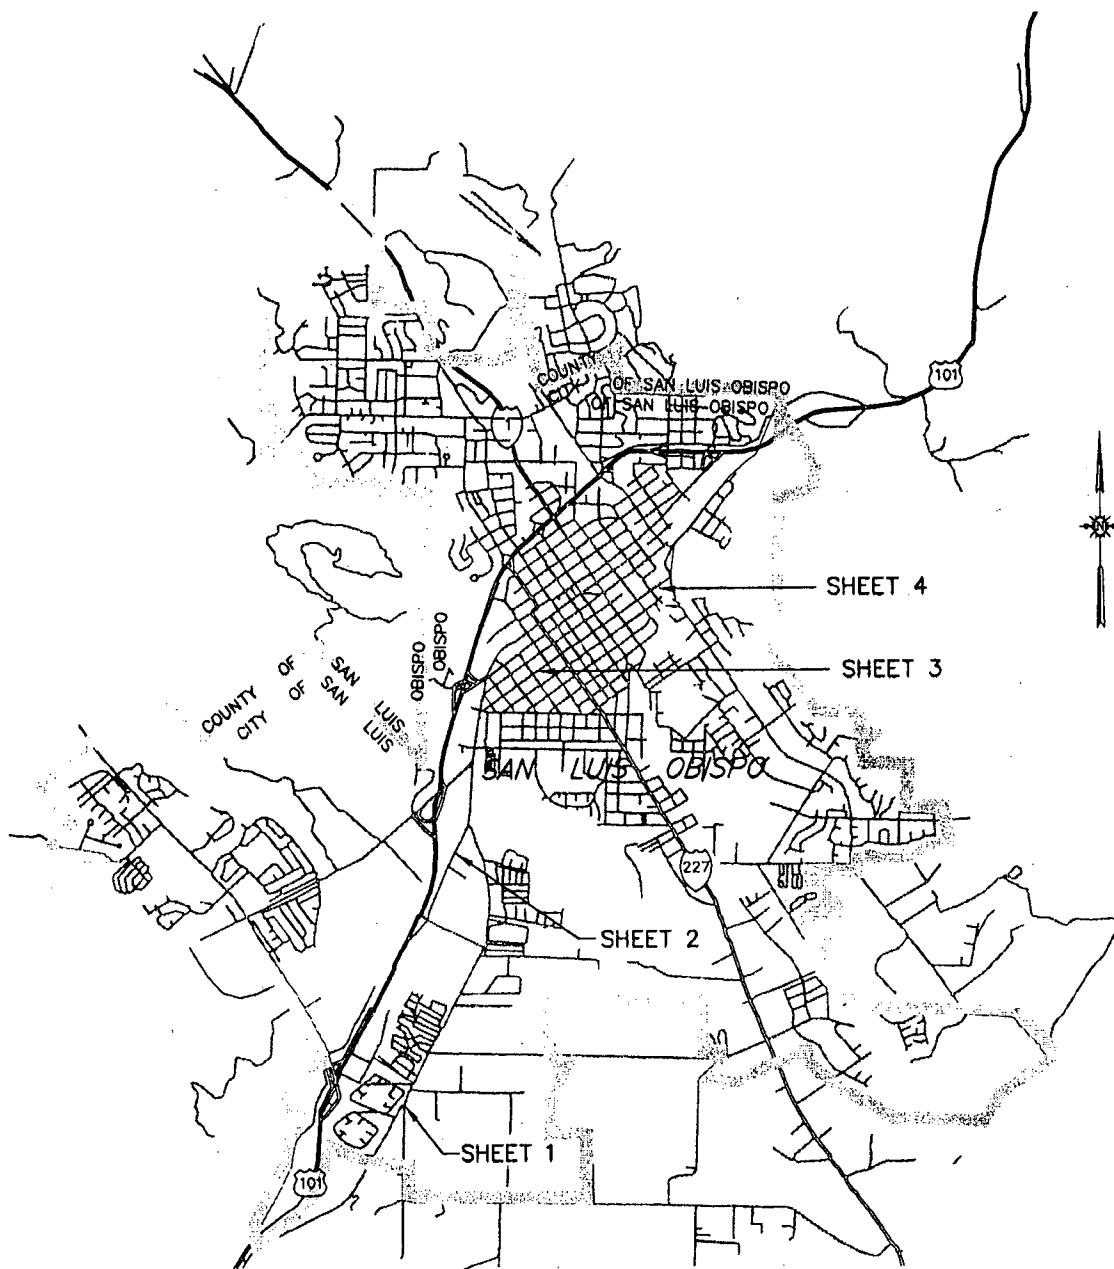 COUNTY OF SAN LUIS OBISPO
CITY OF SAN LUIS OBISPO
101
1
N
SHEET 4
SHEET 3
COUNTY OF SAN LUIS OBISPO
CITY OF SAN LUIS OBISPO
SAN LUIS OBISPO
227
SHEET 2
SHEET 1
101